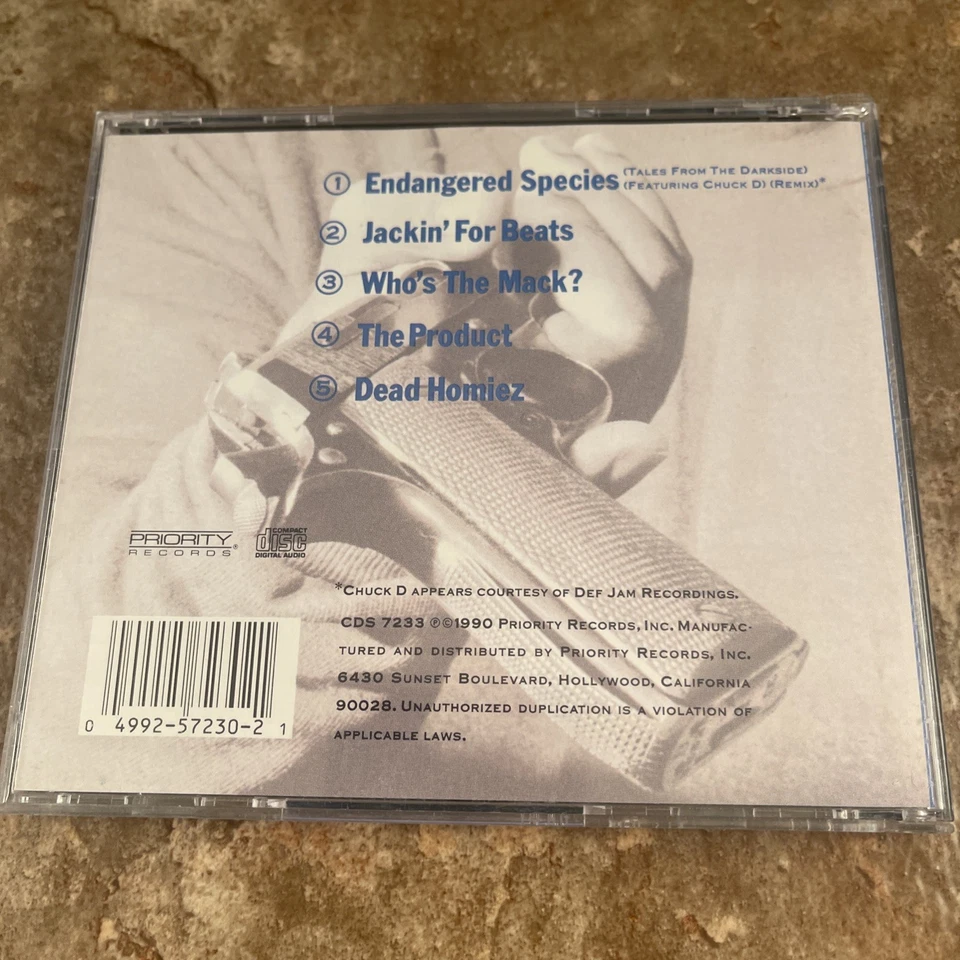 ① Endangered Species (Tales From The Darkside)
(Featuring Chuck D) (Remix)*
② Jackin' For Beats
③ Who's The Mack?
④ The Product
⑤ Dead Homiez
PRIORITY
RECORDS®
COMPACT
disc
DIGITAL AUDIO
*Chuck D appears courtesy of Def Jam Recordings.
CDS 7233 ℗©1990 Priority Records, Inc. Manufac-
tured and distributed by Priority Records, Inc.
6430 Sunset Boulevard, Hollywood, California
90028. Unauthorized duplication is a violation of
applicable laws.
0 4992-57230-2 1